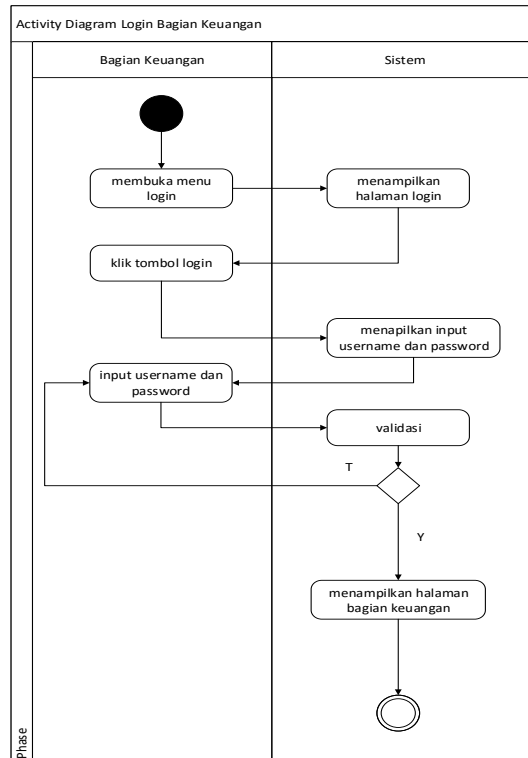 Activity Diagram Login Bagian Keuangan
Bagian Keuangan
Sistem
membuka menu
login
menampilkan
halaman login
klik tombol login
menapilkan input
username dan password
input username dan
password
validasi
T
Y
menampilkan halaman
bagian keuangan
Phase